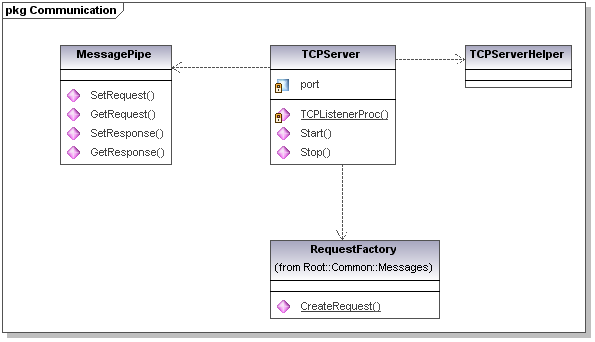 pkg Communication
MessagePipe
SetRequest()
GetRequest()
SetResponse()
GetResponse()
TCPServer
port
TCPListenerProc()
Start()
Stop()
TCPServerHelper
RequestFactory
(from Root::Common::Messages)
CreateRequest()